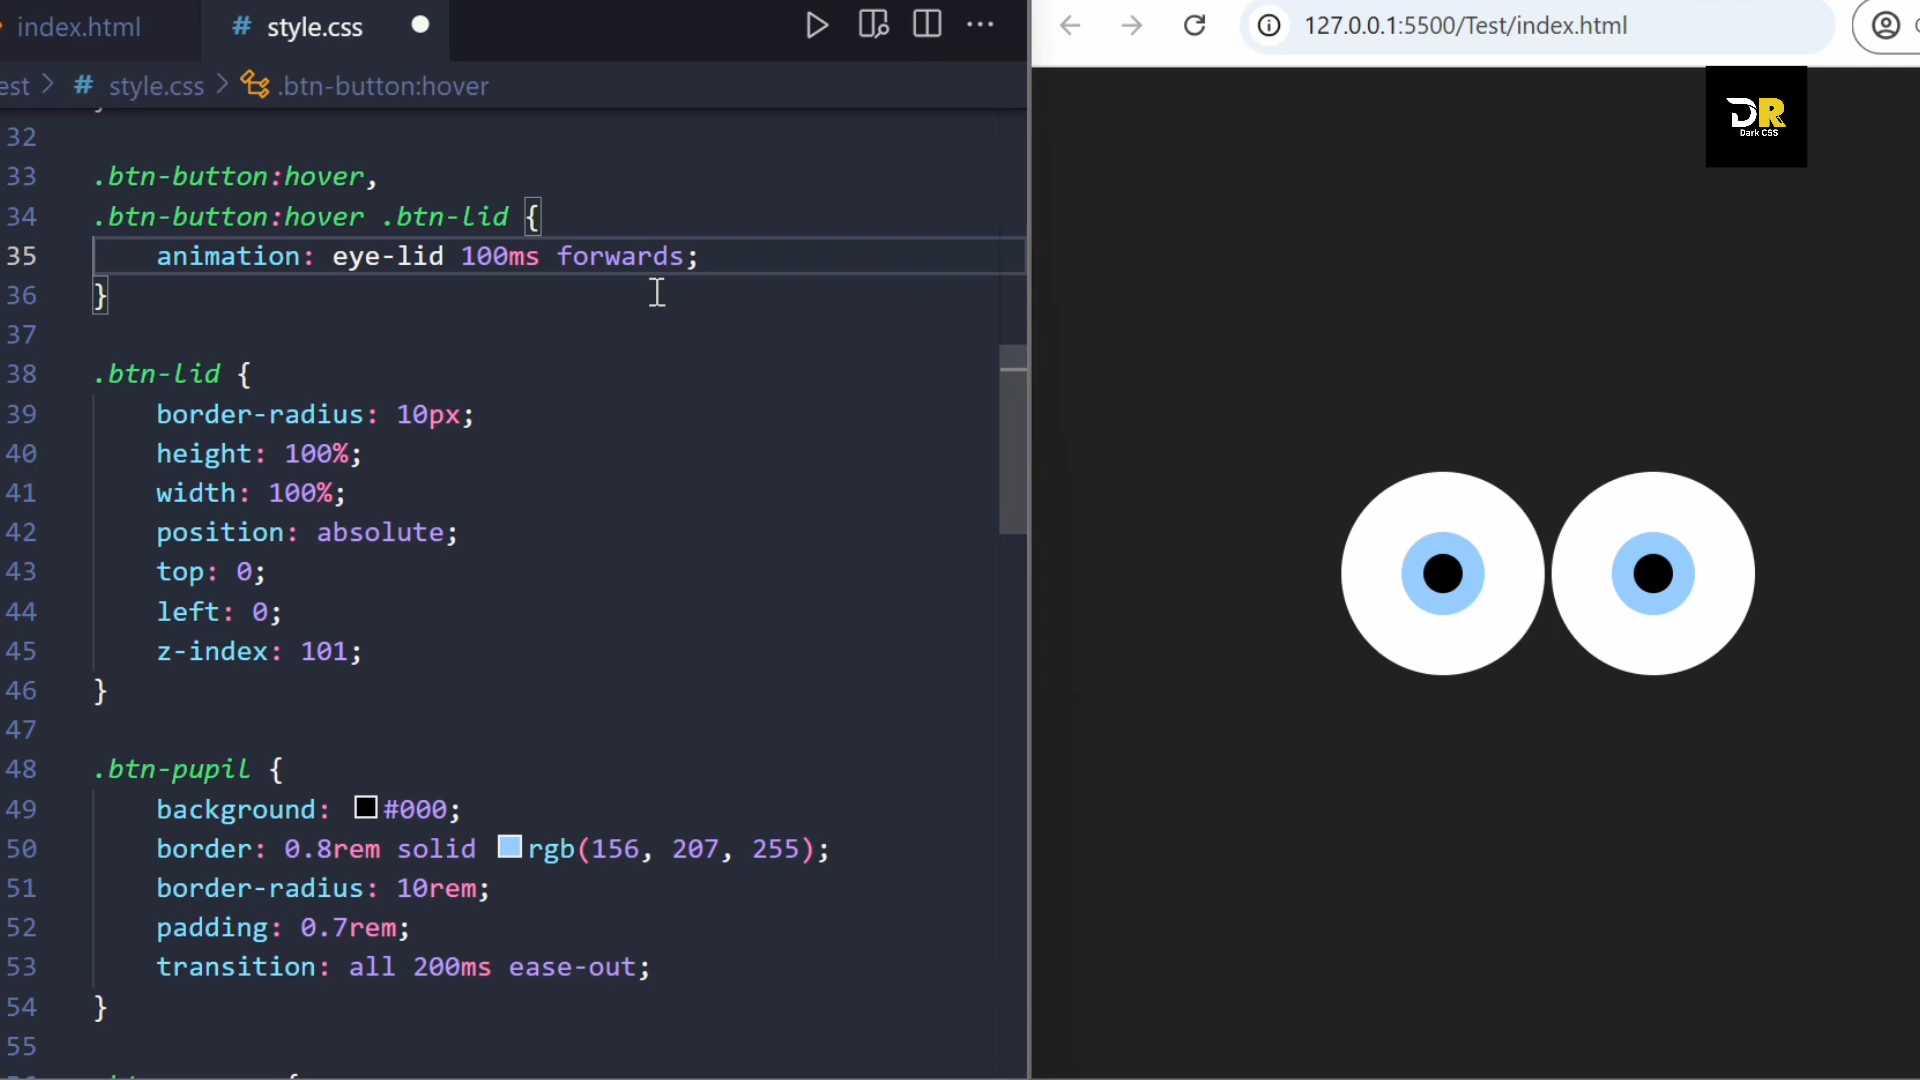 index.html
# style.css
127.0.0.1:5500/Test/index.html
est > # style.css > .btn-button:hover
DR
Dark CSS
32
33 .btn-button:hover,
34 .btn-button:hover .btn-lid {
35 animation: eye-lid 100ms forwards;
36 }
37
38 .btn-lid {
39 border-radius: 10px;
40 height: 100%;
41 width: 100%;
42 position: absolute;
43 top: 0;
44 left: 0;
45 z-index: 101;
46 }
47
48 .btn-pupil {
49 background: #000;
50 border: 0.8rem solid rgb(156, 207, 255);
51 border-radius: 10rem;
52 padding: 0.7rem;
53 transition: all 200ms ease-out;
54 }
55